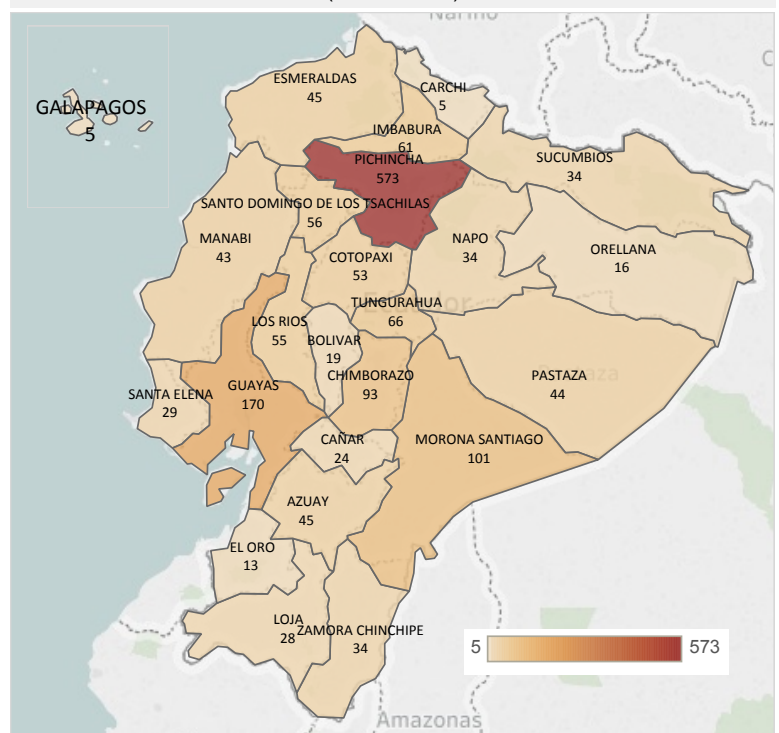 Nariño
GALAPAGOS
5
ESMERALDAS
45
CARCHI
5
IMBABURA
61
PICHINCHA
573
SUCUMBIOS
34
SANTO DOMINGO DE LOS TSACHILAS
56
MANABI
43
COTOPAXI
53
NAPO
34
ORELLANA
16
Ecuador
TUNGURAHUA
66
LOS RIOS
55
BOLIVAR
19
CHIMBORAZO
93
PASTAZA
44
SANTA ELENA
29
GUAYAS
170
CAÑAR
24
MORONA SANTIAGO
101
AZUAY
45
EL ORO
13
LOJA
28
ZAMORA CHINCHIPE
34
5
573
Amazonas